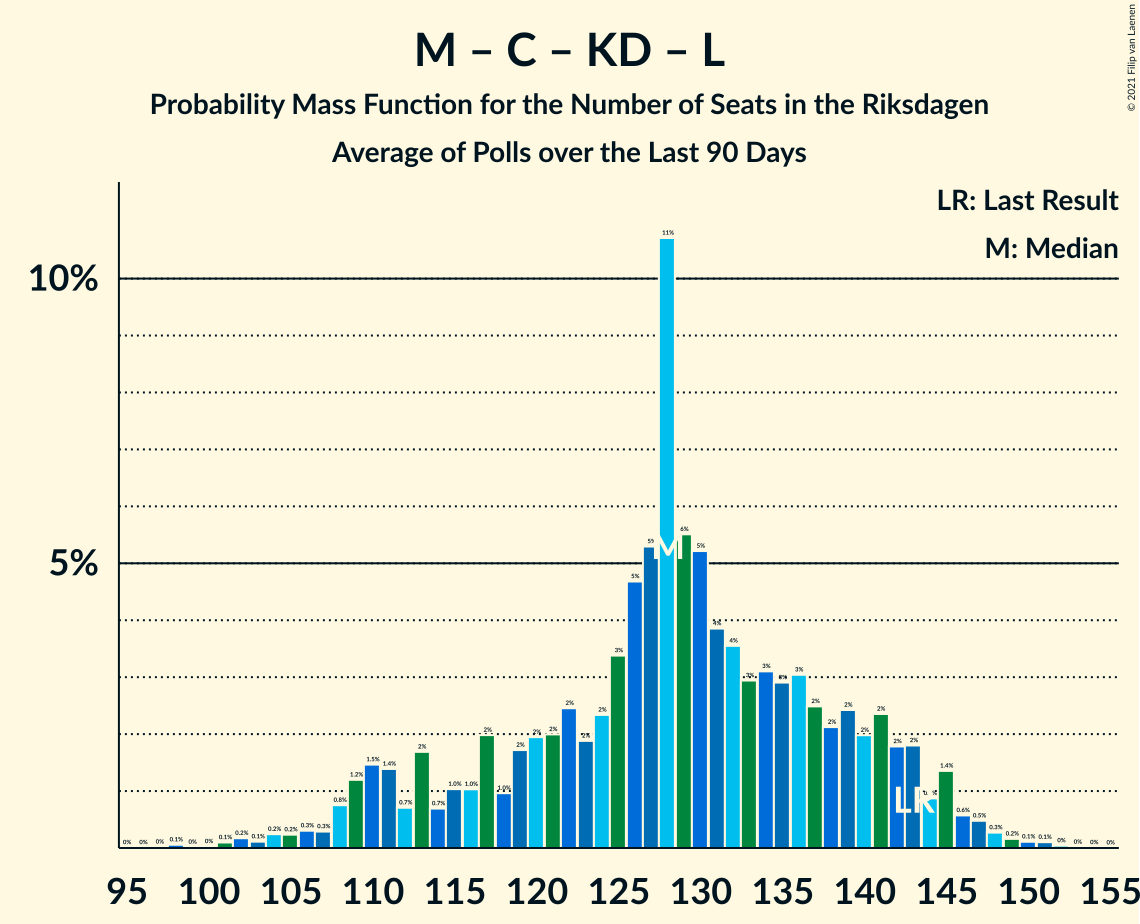 M – C – KD – L
Probability Mass Function for the Number of Seats in the Riksdagen
Average of Polls over the Last 90 Days
© 2021 Filip van Laenen
LR: Last Result
M: Median
10%
5%
0% 0% 0% 0.1% 0% 0% 0.1% 0.2% 0.1% 0.2% 0.2% 0.3% 0.3% 0.8% 1.2% 1.5% 1.4% 0.7% 2% 0.7% 1.0% 1.0% 2% 1.0% 2% 2% 2% 2% 2% 2% 3% 5% 5% 11% 6% 5% 4% 4% 3% 3% 3% 3% 2% 2% 2% 2% 2% 2% 2% 1.4% 0.6% 0.5% 0.3% 0.2% 0.1% 0.1% 0% 0% 0% 0%
M
LR
95 100 105 110 115 120 125 130 135 140 145 150 155